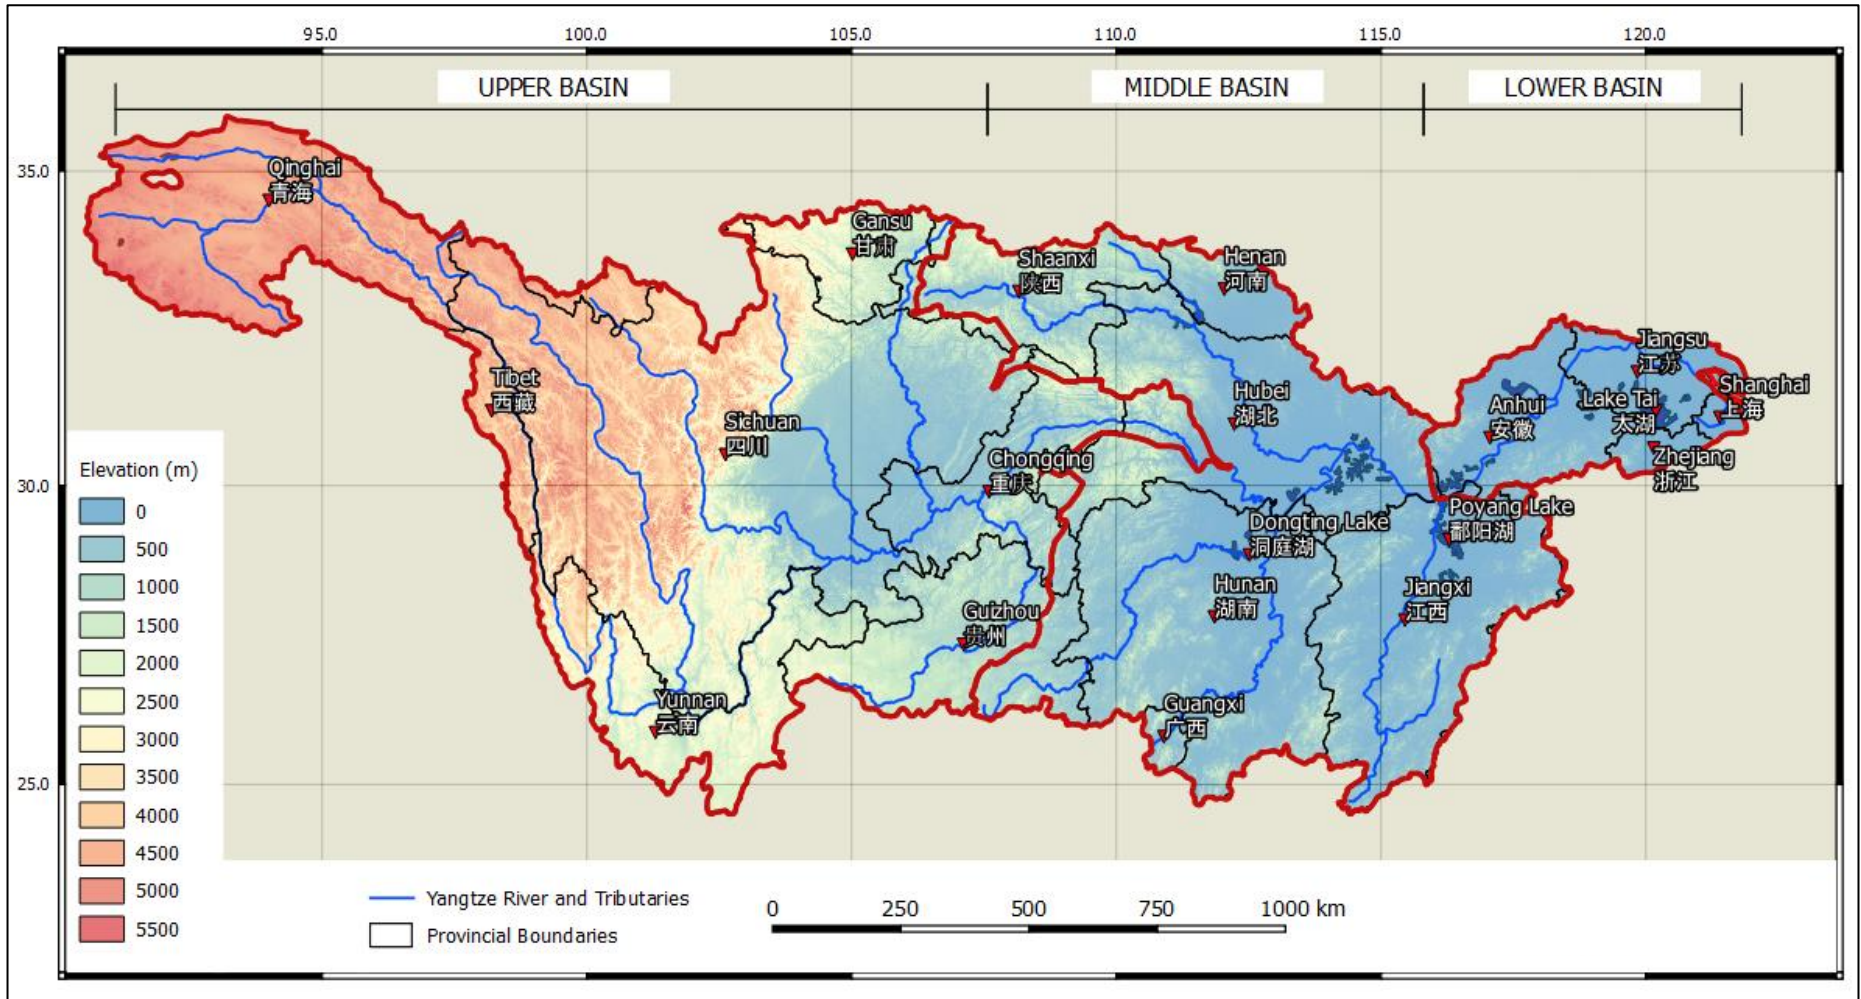 95.0 100.0 105.0 110.0 115.0 120.0
UPPER BASIN MIDDLE BASIN LOWER BASIN
35.0
30.0
25.0
Qinghai
青海
Gansu
甘肃
Shaanxi
陕西
Henan
河南
Tibet
西藏
Sichuan
四川
Chongqing
重庆
Hubei
湖北
Anhui
安徽
Jiangsu
江苏
Lake Tai
太湖
Shanghai
上海
Zhejiang
浙江
Poyang Lake
鄱阳湖
Dongting Lake
洞庭湖
Hunan
湖南
Jiangxi
江西
Guizhou
贵州
Yunnan
云南
Guangxi
广西
Elevation (m)
0
500
1000
1500
2000
2500
3000
3500
4000
4500
5000
5500
Yangtze River and Tributaries
Provincial Boundaries
0 250 500 750 1000 km